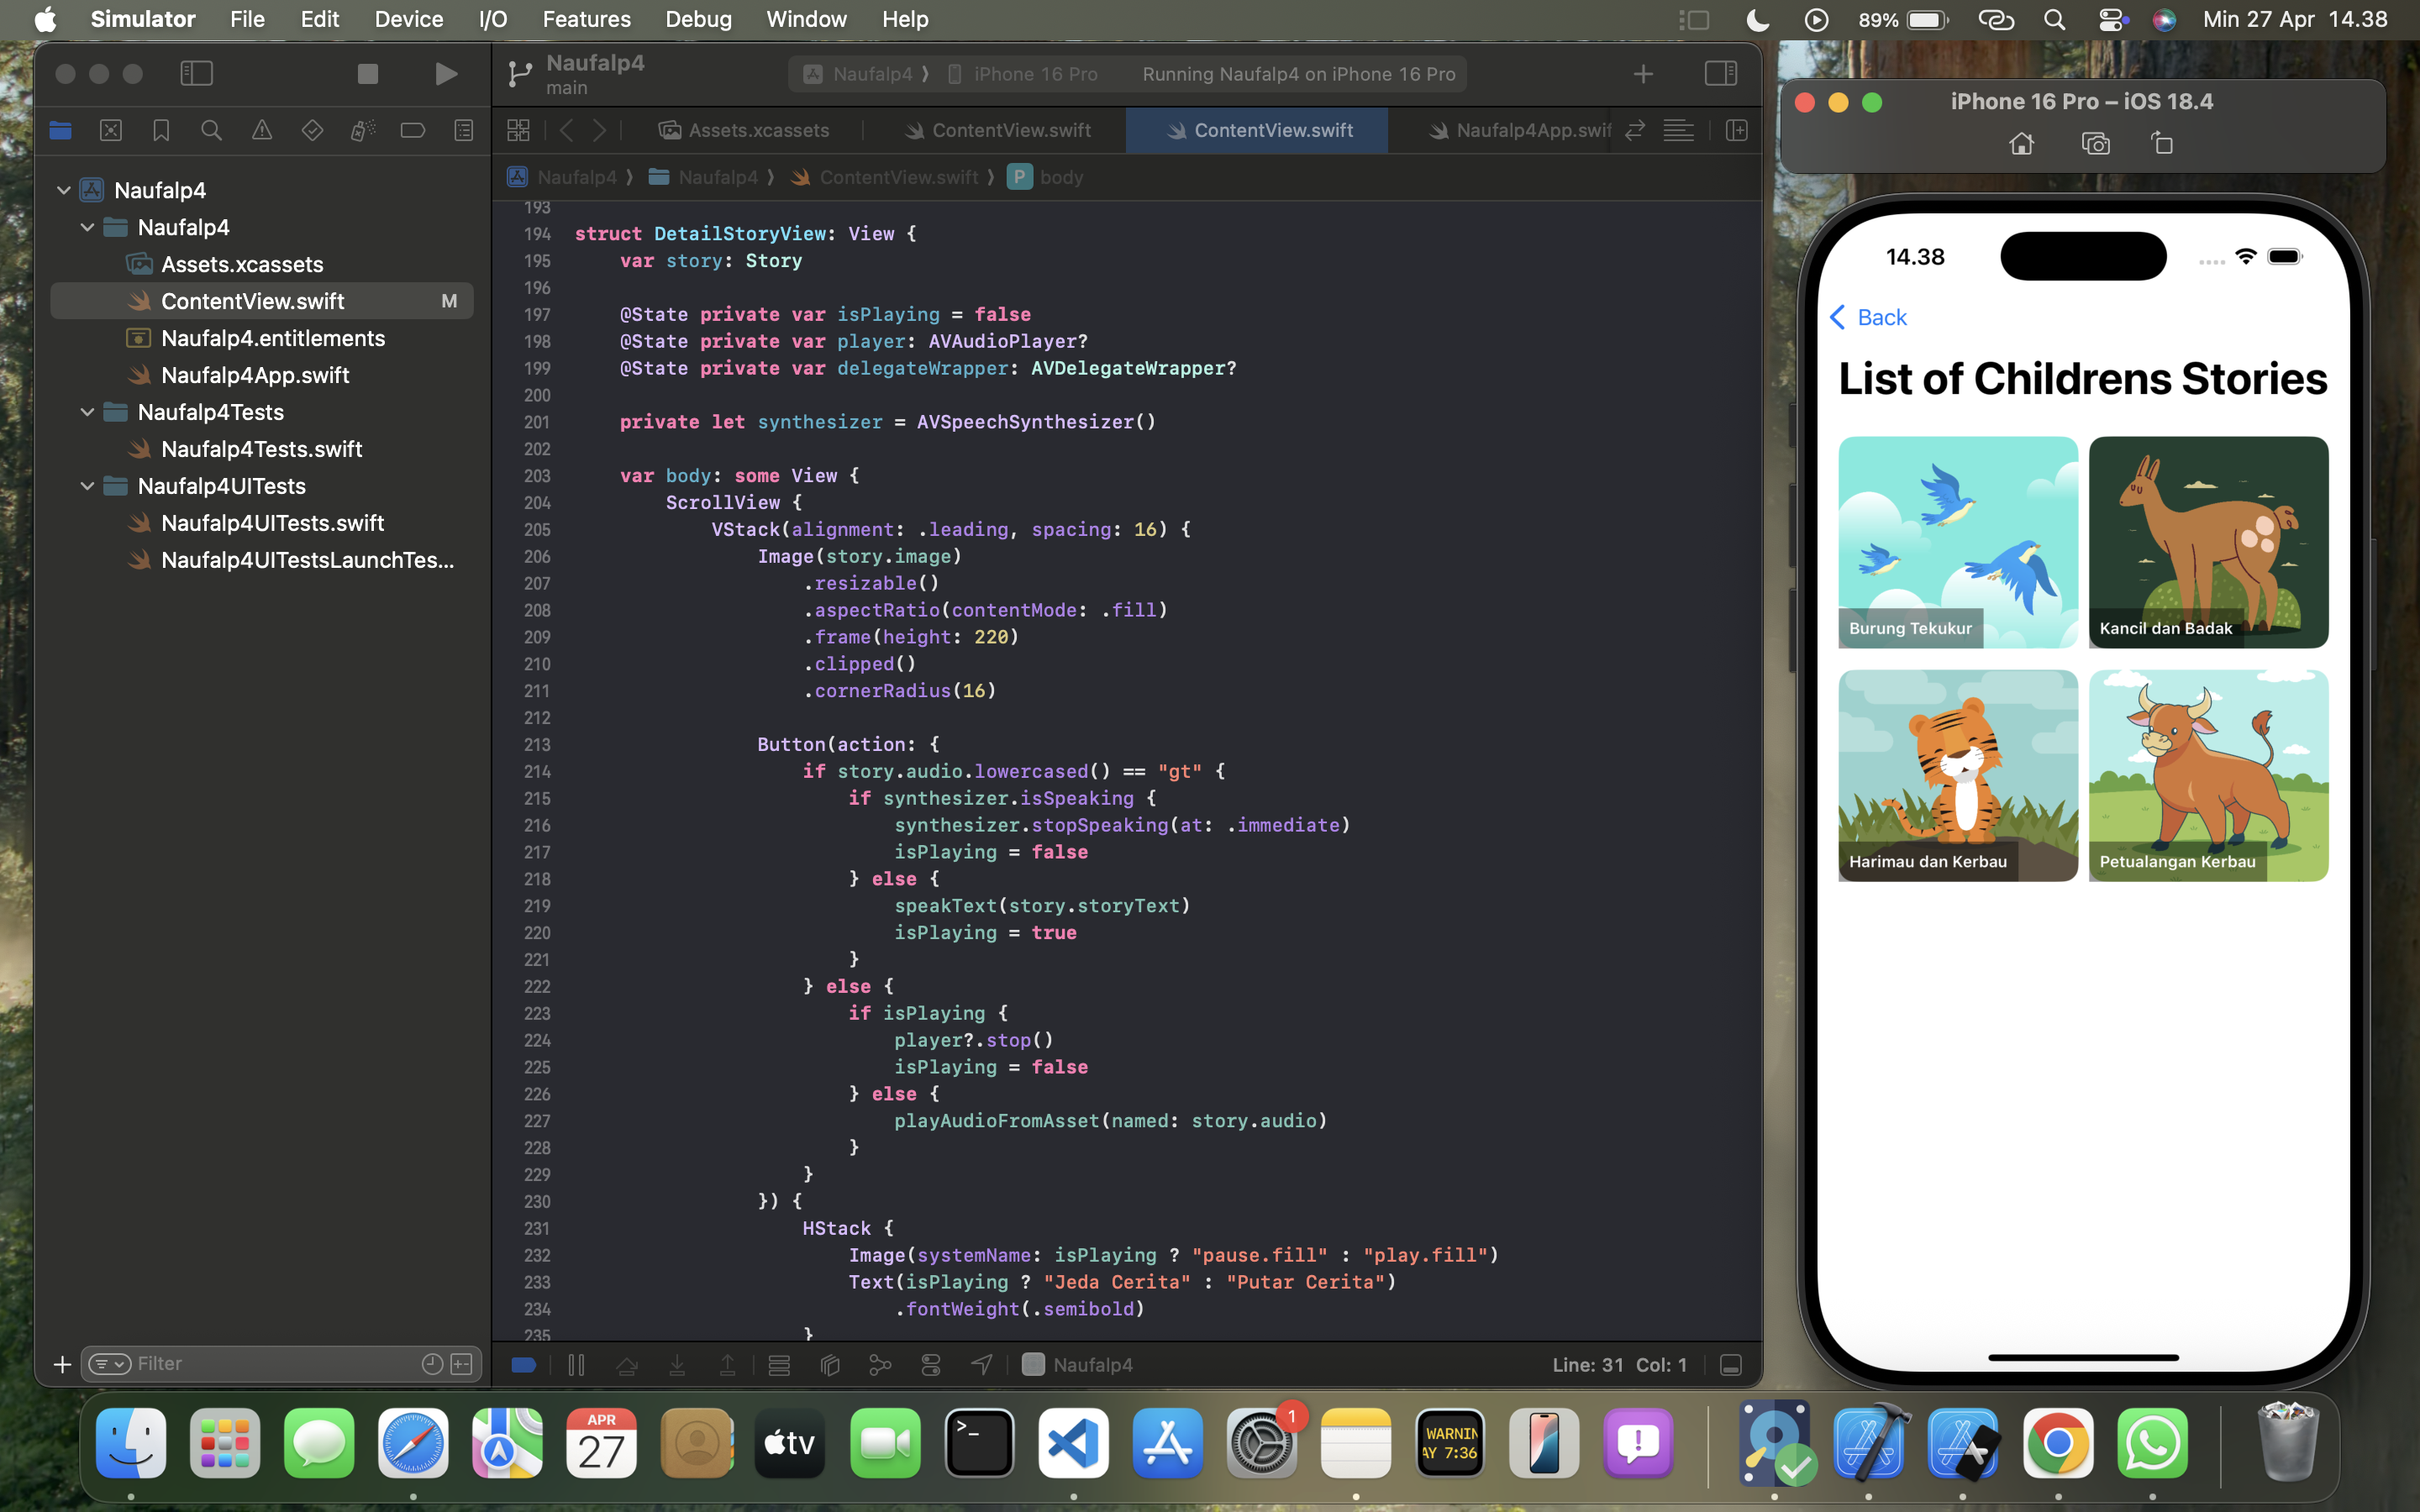 Simulator File Edit Device I/O Features Debug Window Help 89% Min 27 Apr 14.38
Naufalp4
main
Naufalp4 iPhone 16 Pro Running Naufalp4 on iPhone 16 Pro
Assets.xcassets ContentView.swift ContentView.swift Naufalp4App.swif
Naufalp4 Naufalp4 ContentView.swift P body
Naufalp4
Naufalp4
Assets.xcassets
ContentView.swift M
Naufalp4.entitlements
Naufalp4App.swift
Naufalp4Tests
Naufalp4Tests.swift
Naufalp4UITests
Naufalp4UITests.swift
Naufalp4UITestsLaunchTes...
Filter
193
194 struct DetailStoryView: View {
195 var story: Story
196
197 @State private var isPlaying = false
198 @State private var player: AVAudioPlayer?
199 @State private var delegateWrapper: AVDelegateWrapper?
200
201 private let synthesizer = AVSpeechSynthesizer()
202
203 var body: some View {
204 ScrollView {
205 VStack(alignment: .leading, spacing: 16) {
206 Image(story.image)
207 .resizable()
208 .aspectRatio(contentMode: .fill)
209 .frame(height: 220)
210 .clipped()
211 .cornerRadius(16)
212
213 Button(action: {
214 if story.audio.lowercased() == "gt" {
215 if synthesizer.isSpeaking {
216 synthesizer.stopSpeaking(at: .immediate)
217 isPlaying = false
218 } else {
219 speakText(story.storyText)
220 isPlaying = true
221 }
222 } else {
223 if isPlaying {
224 player?.stop()
225 isPlaying = false
226 } else {
227 playAudioFromAsset(named: story.audio)
228 }
229 }
230 }) {
231 HStack {
232 Image(systemName: isPlaying ? "pause.fill" : "play.fill")
233 Text(isPlaying ? "Jeda Cerita" : "Putar Cerita")
234 .fontWeight(.semibold)
235 }
Naufalp4 Line: 31 Col: 1
iPhone 16 Pro – iOS 18.4
14.38
Back
List of Childrens Stories
Burung Tekukur
Kancil dan Badak
Harimau dan Kerbau
Petualangan Kerbau
APR
27
tv
>_
1
WARNIN
AY 7:36